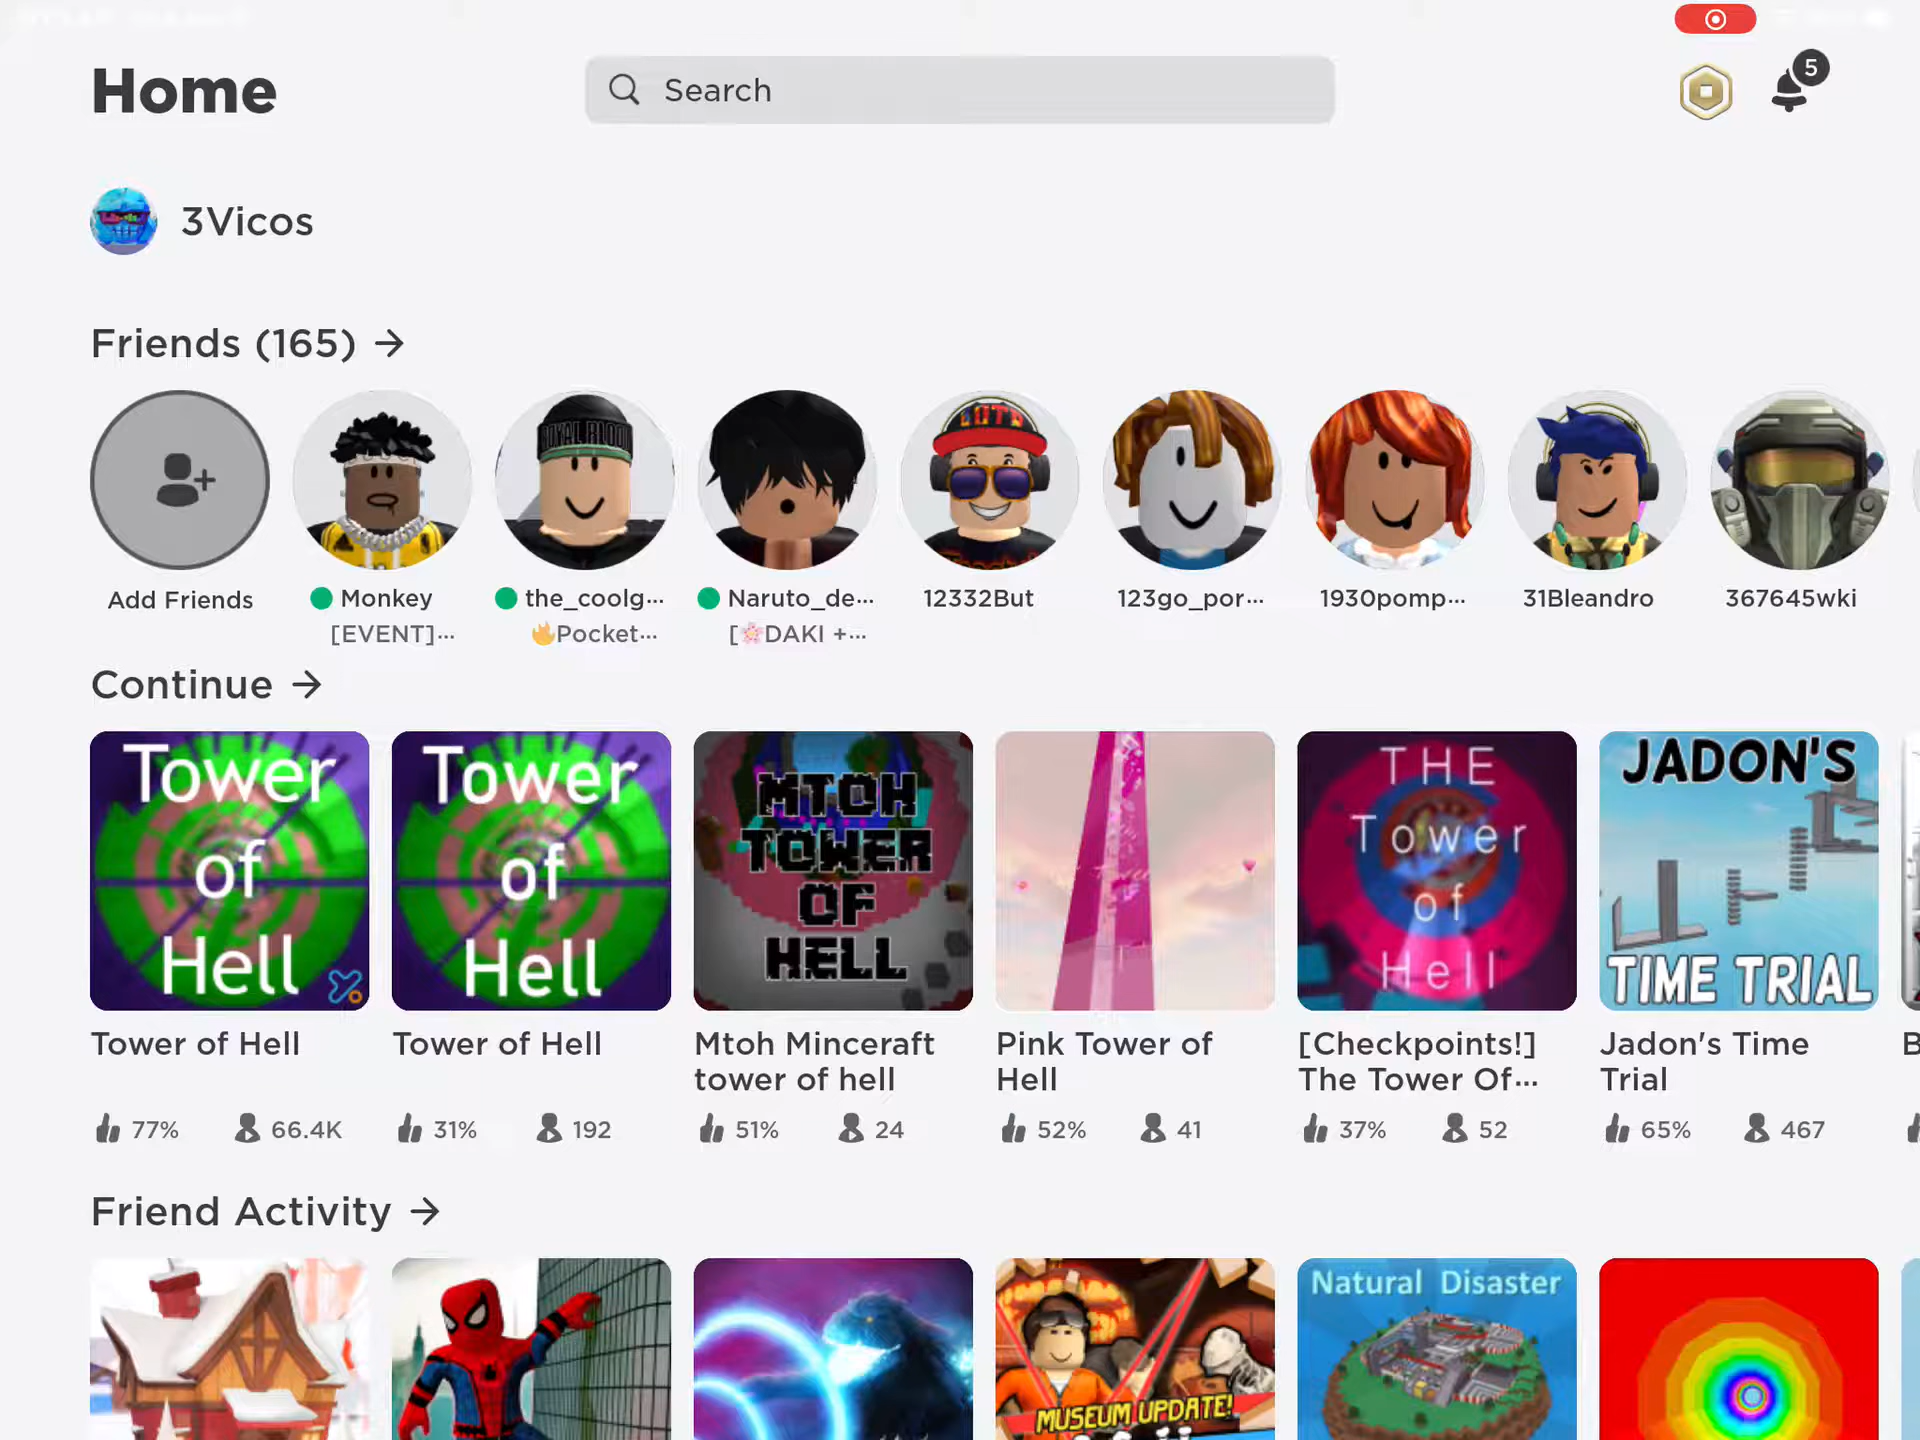 Home
Search
5
3Vicos
Friends (165)
Add Friends
Monkey
[EVENT]...
the_coolg...
🔥Pocket...
Naruto_de...
[🌸DAKI +...
12332But
123go_por...
1930pomp...
31Bleandro
367645wki
Continue
Tower
of
Hell
Tower
of
Hell
MTOH
TOWER
OF
HELL
THE
Tower
of
Hell
JADON'S
TIME TRIAL
Tower of Hell
Tower of Hell
Mtoh Minceraft
tower of hell
Pink Tower of
Hell
[Checkpoints!]
The Tower Of...
Jadon's Time
Trial
B
77% 66.4K
31% 192
51% 24
52% 41
37% 52
65% 467
Friend Activity
MUSEUM UPDATE!
Natural Disaster